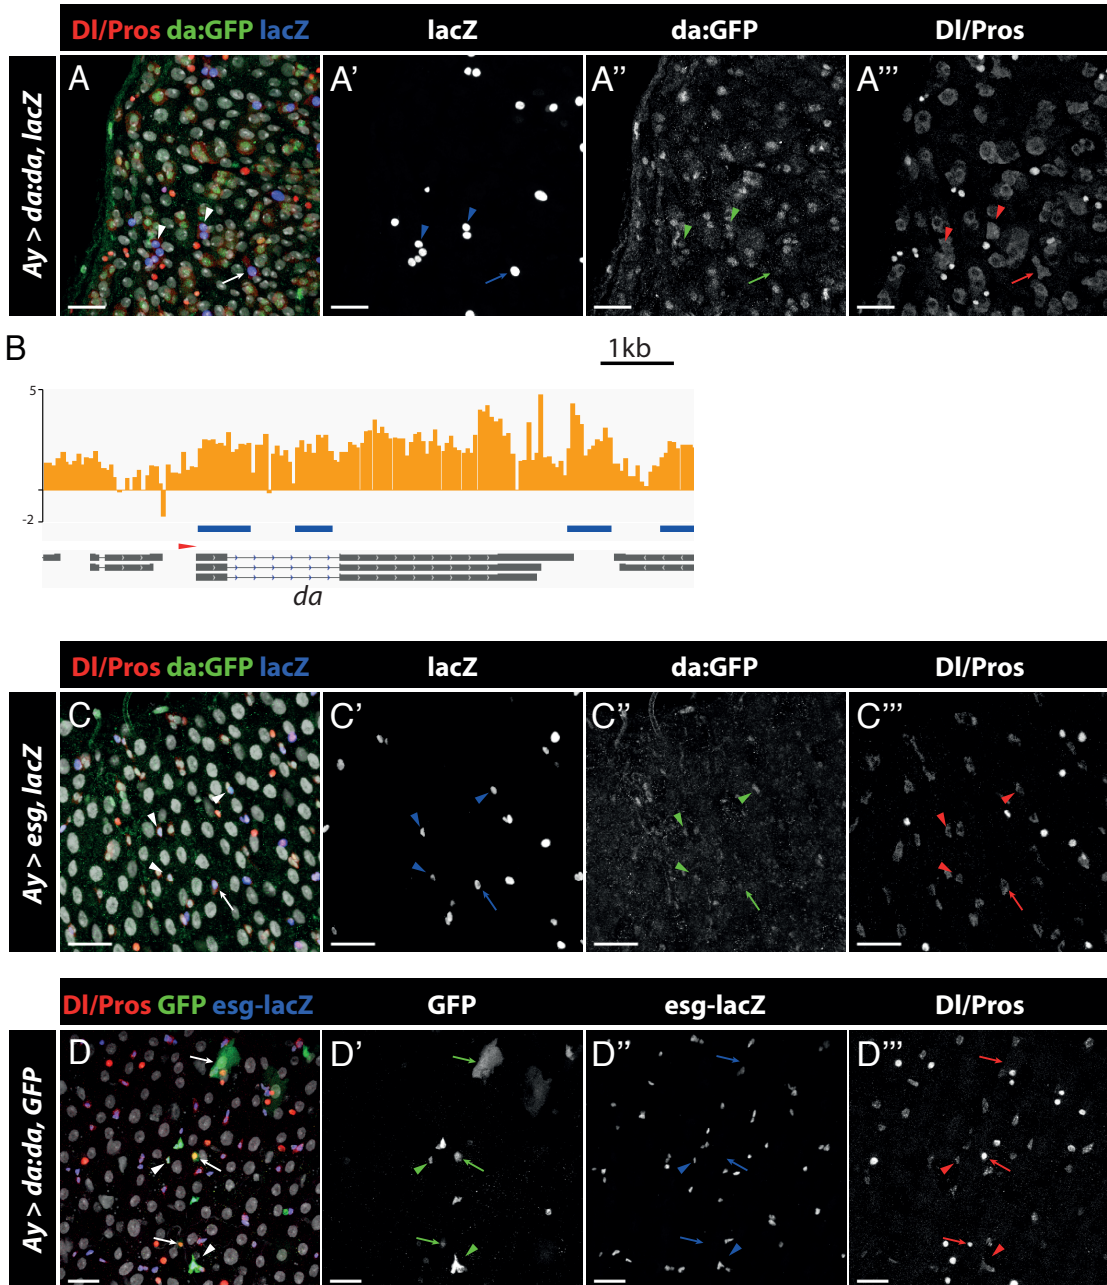 Dl/Pros da:GFP lacZ lacZ da:GFP Dl/Pros
Ay > da:da, lacZ
A A' A'' A'''
B
1kb
5
-2
da
Dl/Pros da:GFP lacZ lacZ da:GFP Dl/Pros
Ay > esg, lacZ
C C' C'' C'''
Dl/Pros GFP esg-lacZ GFP esg-lacZ Dl/Pros
Ay > da:da, GFP
D D' D'' D'''